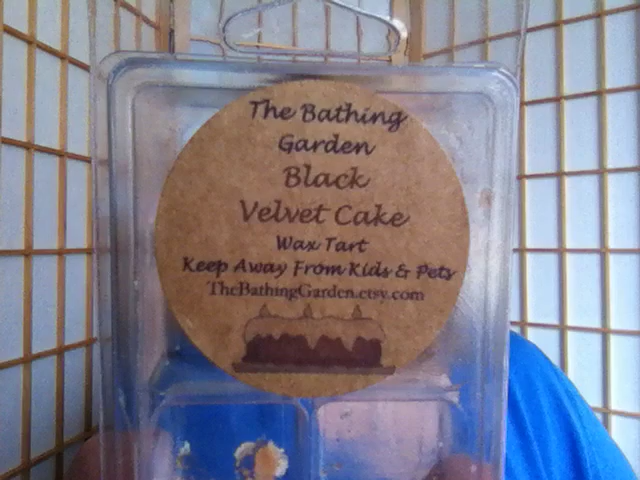 The Bathing
Garden
Black
Velvet Cake
Wax Tart
Keep Away From Kids & Pets
TheBathingGarden.etsy.com